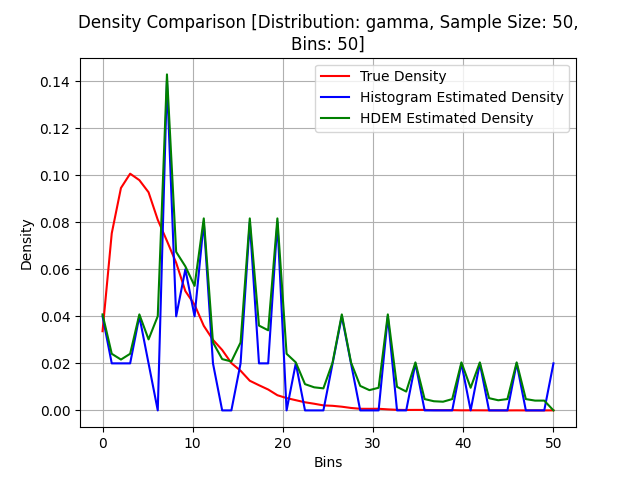 Density Comparison [Distribution: gamma, Sample Size: 50,
Bins: 50]
True Density
Histogram Estimated Density
HDEM Estimated Density
Density
0.14
0.12
0.10
0.08
0.06
0.04
0.02
0.00
0 10 20 30 40 50
Bins